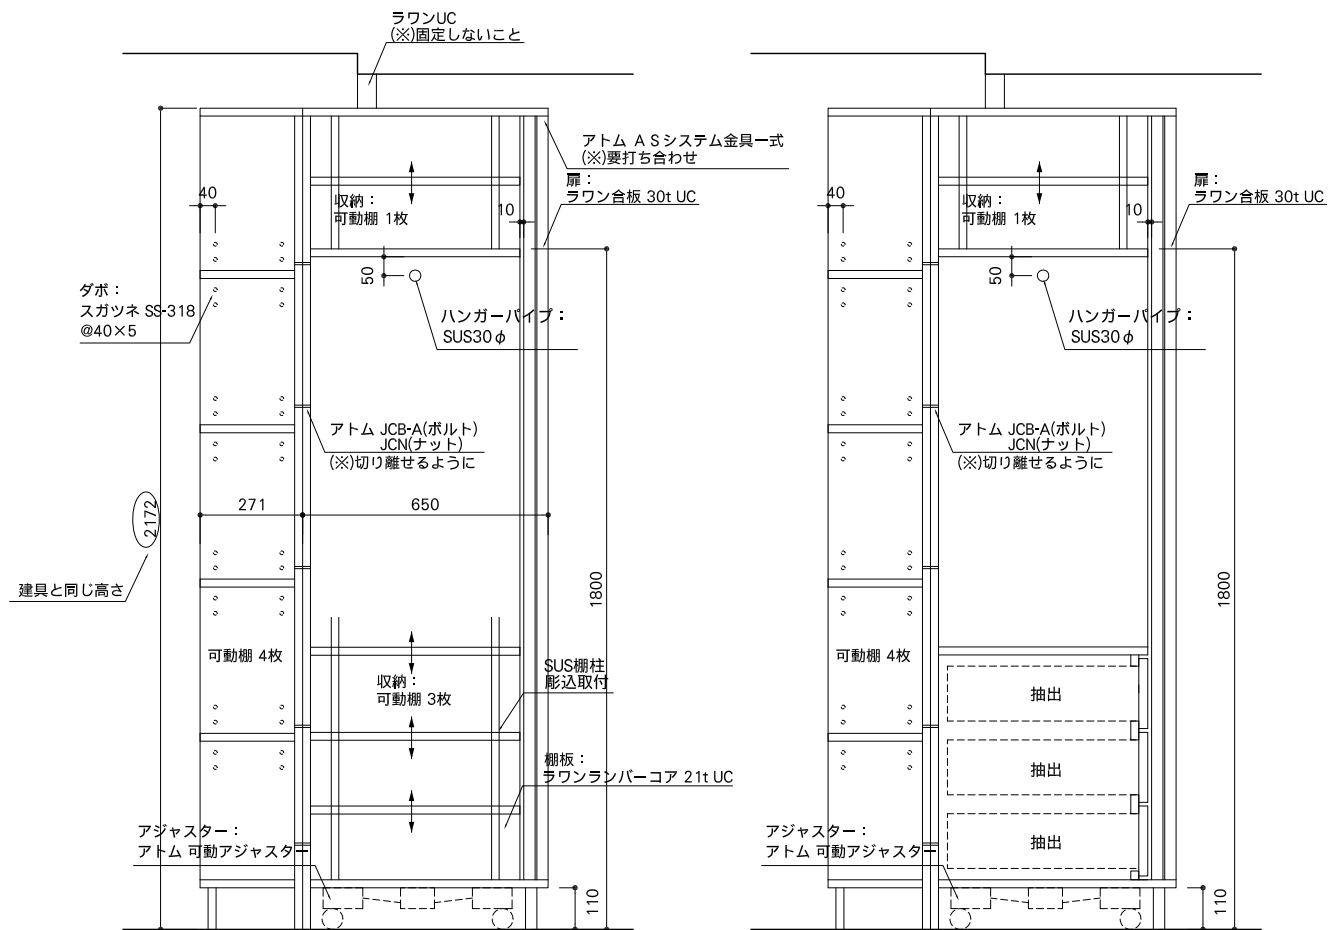 ラワンUC
(※)固定しないこと
アトム ASシステム金具一式
(※)要打ち合わせ
扉：
ラワン合板 30t UC
40
収納：
可動棚 1枚
10
50
ダボ：
スガツネ SS-318
@40×5
ハンガーパイプ：
SUS30φ
アトム JCB-A(ボルト)
JCN(ナット)
(※)切り離せるように
271
650
2172
建具と同じ高さ
1800
可動棚 4枚
収納：
可動棚 3枚
SUS棚柱
彫込取付
棚板：
ラワンランバーコア 21t UC
アジャスター：
アトム 可動アジャスター
110
扉：
ラワン合板 30t UC
40
収納：
可動棚 1枚
10
50
ハンガーパイプ：
SUS30φ
アトム JCB-A(ボルト)
JCN(ナット)
(※)切り離せるように
1800
可動棚 4枚
抽出
抽出
抽出
アジャスター：
アトム 可動アジャスター
110